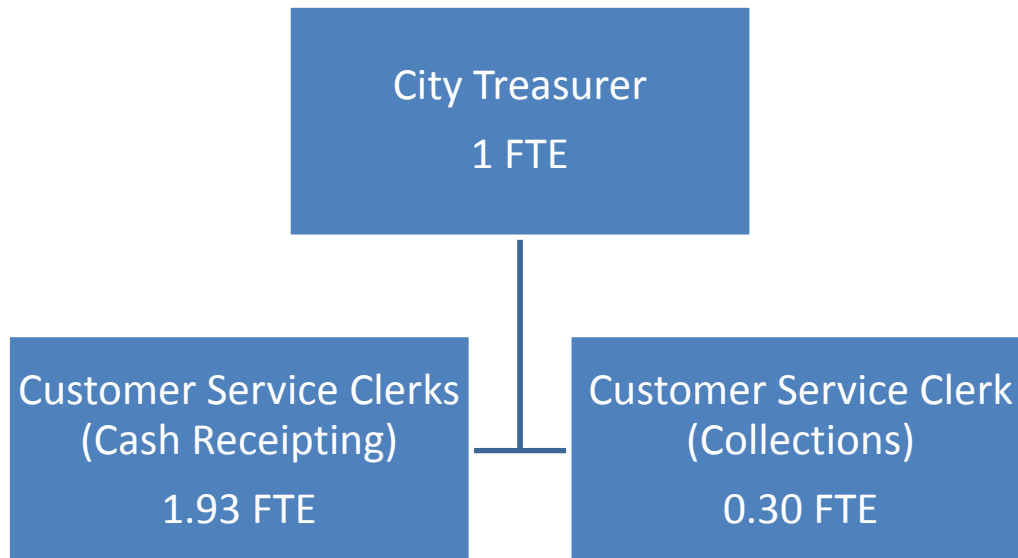 City Treasurer
1 FTE
Customer Service Clerks
(Cash Receipting)
1.93 FTE
Customer Service Clerk
(Collections)
0.30 FTE